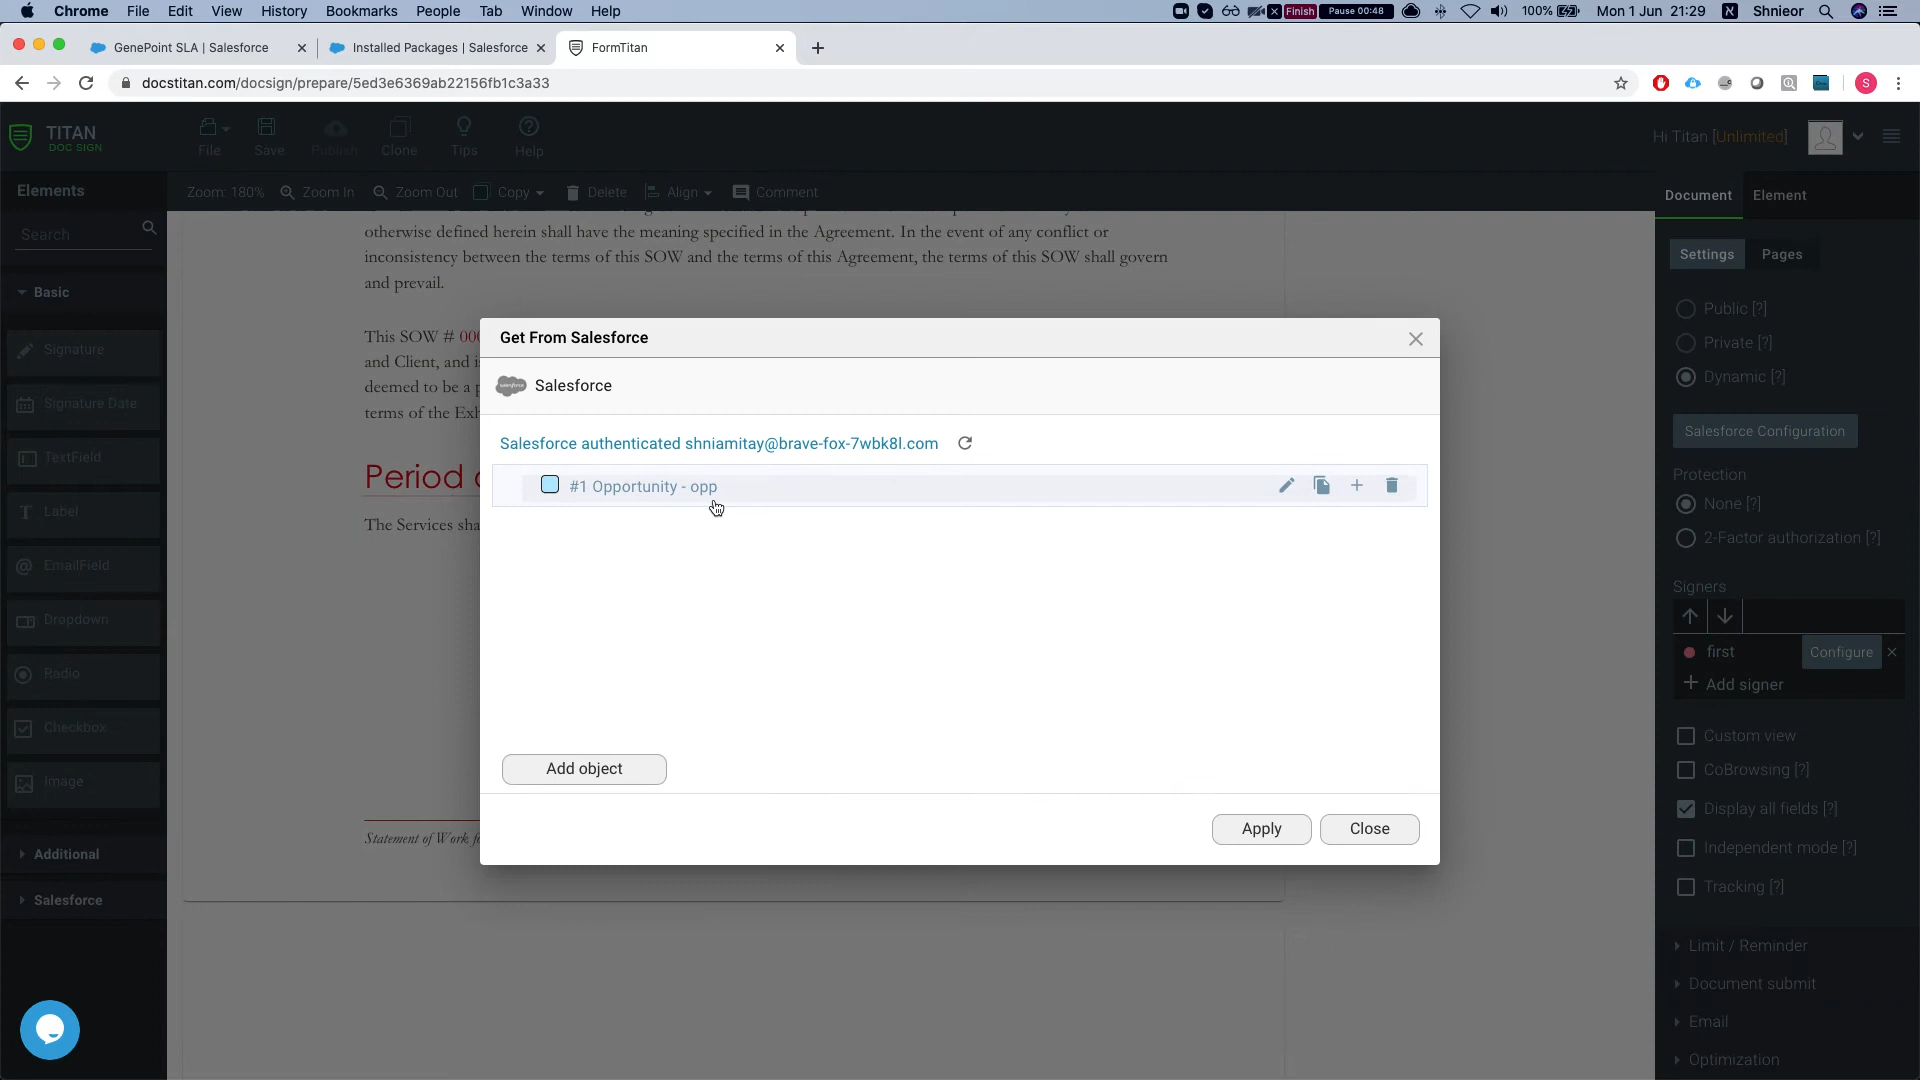 Chrome File Edit View History Bookmarks People Tab Window Help Finish Pause 00:48 100% Mon 1 Jun 21:29 Shnieor
GenePoint SLA | Salesforce Installed Packages | Salesforce FormTitan
docstitan.com/docsign/prepare/5ed3e6369ab22156fb1c3a33 S
TITAN
DOC SIGN
File Save Publish Clone Tips Help
Hi Titan [Unlimited]
Elements
Zoom: 180% Zoom In Zoom Out Copy Delete Align Comment
Document Element
Search
Basic
Signature
Signature Date
TextField
Label
EmailField
Dropdown
Radio
Checkbox
Image
Additional
Salesforce
otherwise defined herein shall have the meaning specified in the Agreement. In the event of any conflict or
inconsistency between the terms of this SOW and the terms of this Agreement, the terms of this SOW shall govern
and prevail.
This SOW # 000
and Client, and i
deemed to be a p
terms of the Exh
Period
The Services sha
Statement of Work fo
Get From Salesforce
Salesforce
Salesforce authenticated shniamitay@brave-fox-7wbk8l.com
#1 Opportunity - opp
Add object
Apply Close
Settings Pages
Public [?]
Private [?]
Dynamic [?]
Salesforce Configuration
Protection
None [?]
2-Factor authorization [?]
Signers
first Configure
Add signer
Custom view
CoBrowsing [?]
Display all fields [?]
Independent mode [?]
Tracking [?]
Limit / Reminder
Document submit
Email
Optimization